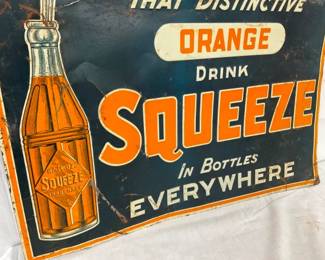 THAT DISTINCTIVE
ORANGE
DRINK
SQUEEZE
IN BOTTLES
EVERYWHERE
SQUEEZE